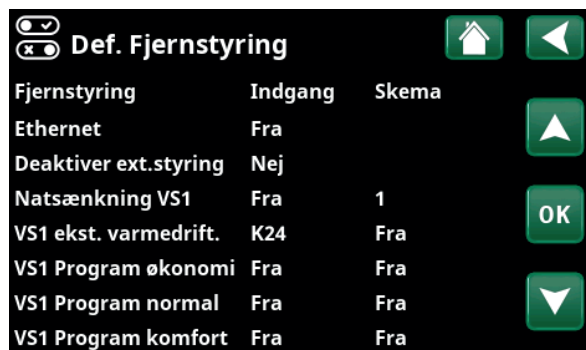 Def. Fjernstyring
Fjernstyring Indgang Skema
Ethernet Fra
Deaktiver ext.styring Nej
Natsænkning VS1 Fra 1
OK
VS1 ekst. varmedrift. K24 Fra
VS1 Program økonomi Fra Fra
VS1 Program normal Fra Fra
VS1 Program komfort Fra Fra